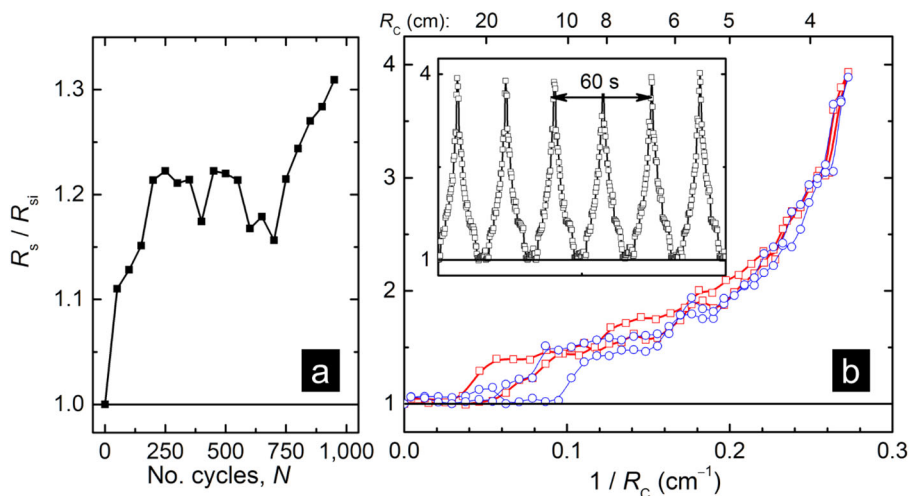 R_C (cm): 20 10 8 6 5 4
1.3
1.2
1.1
1.0
R_s / R_si
0 250 500 750 1,000
No. cycles, N
a
4
3
2
1
4
1
60 s
b
0.0 0.1 0.2 0.3
1 / R_C (cm⁻¹)